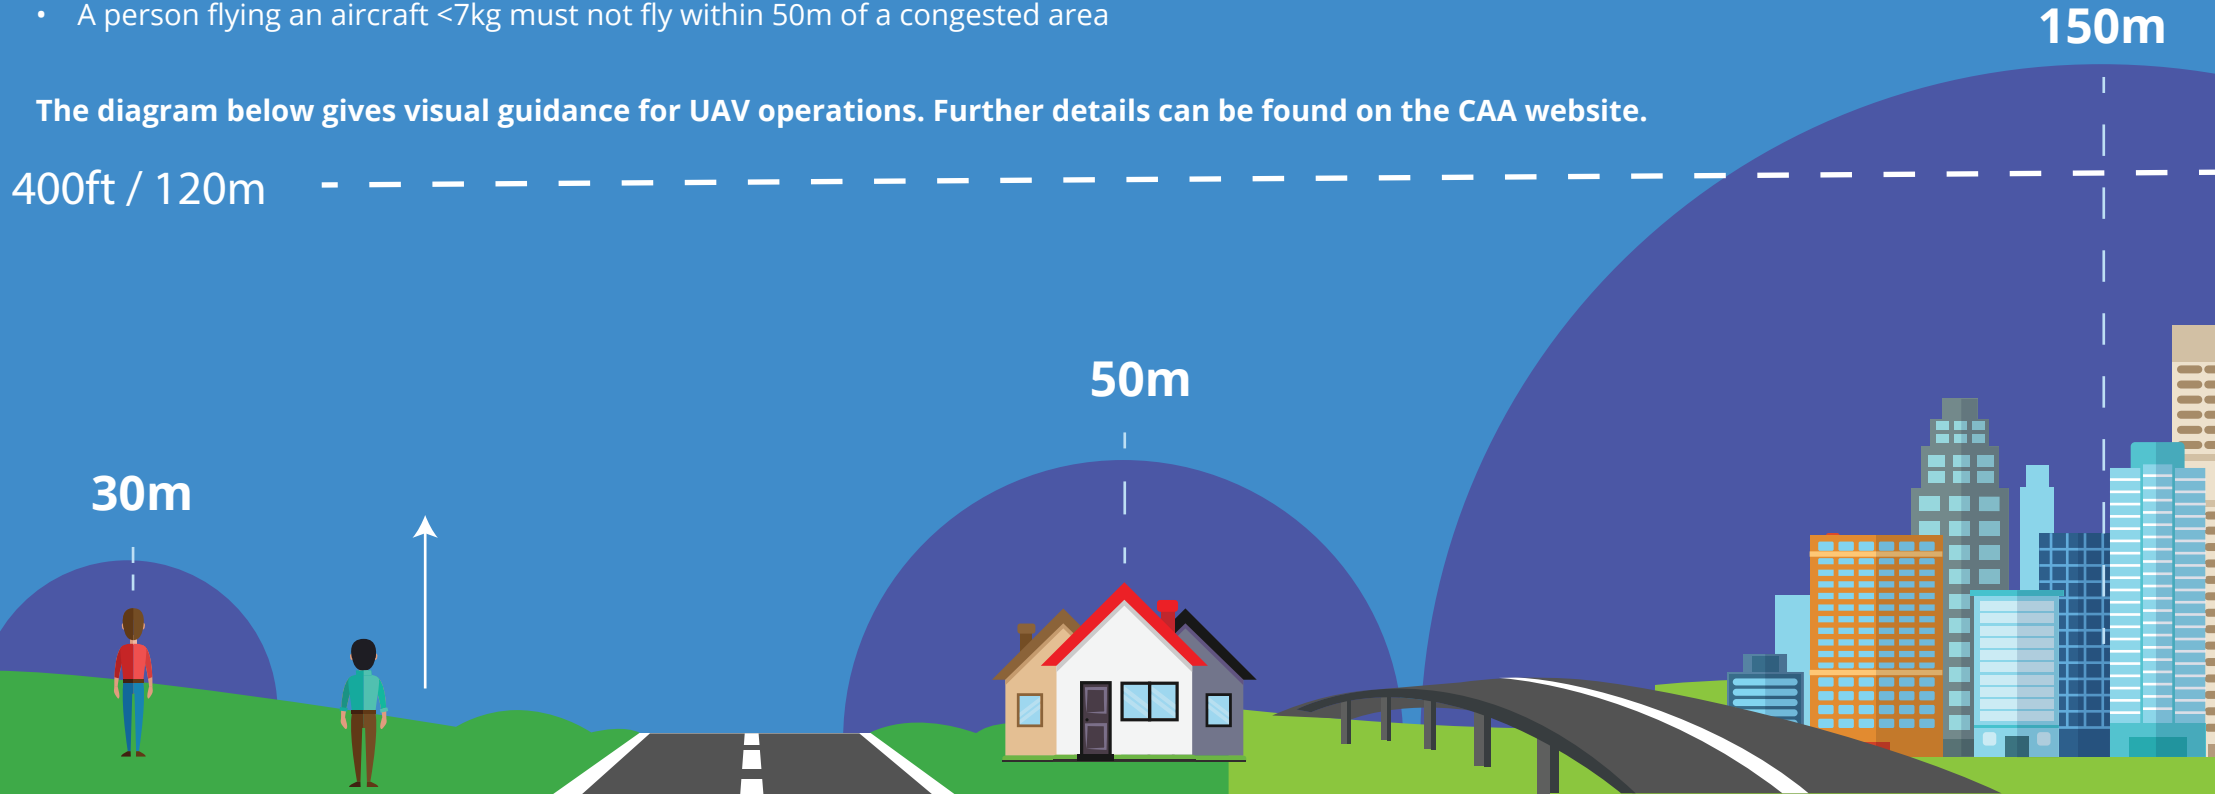 • A person flying an aircraft <7kg must not fly within 50m of a congested area
150m
The diagram below gives visual guidance for UAV operations. Further details can be found on the CAA website.
400ft / 120m
50m
30m